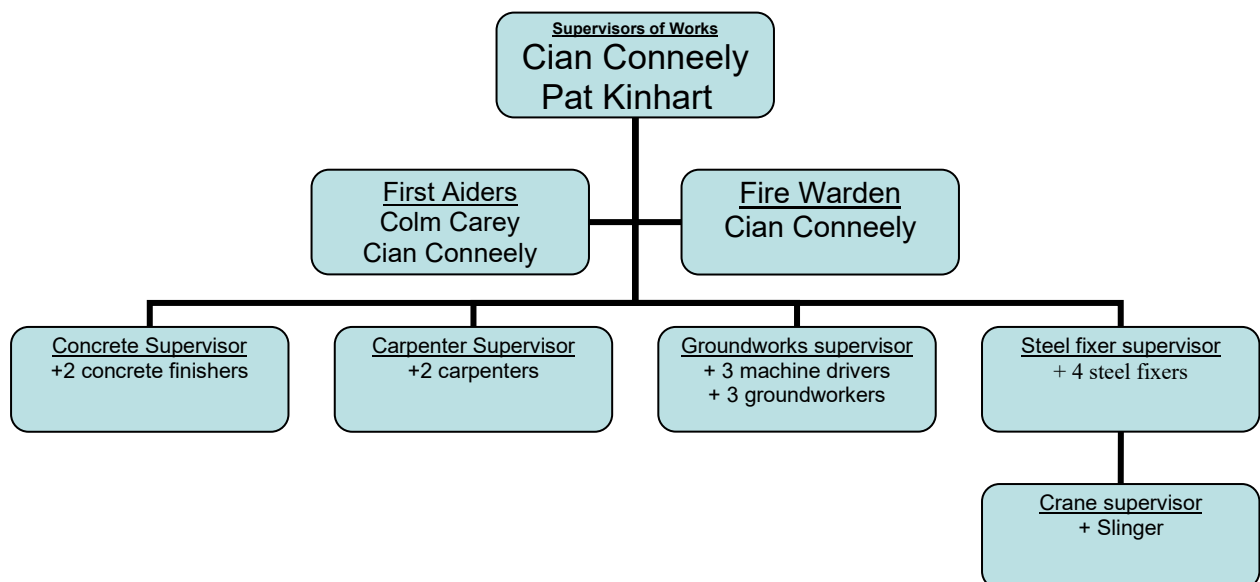 Supervisors of Works
Cian Conneely
Pat Kinhart
First Aiders
Colm Carey
Cian Conneely
Fire Warden
Cian Conneely
Concrete Supervisor
+2 concrete finishers
Carpenter Supervisor
+2 carpenters
Groundworks supervisor
+ 3 machine drivers
+ 3 groundworkers
Steel fixer supervisor
+ 4 steel fixers
Crane supervisor
+ Slinger